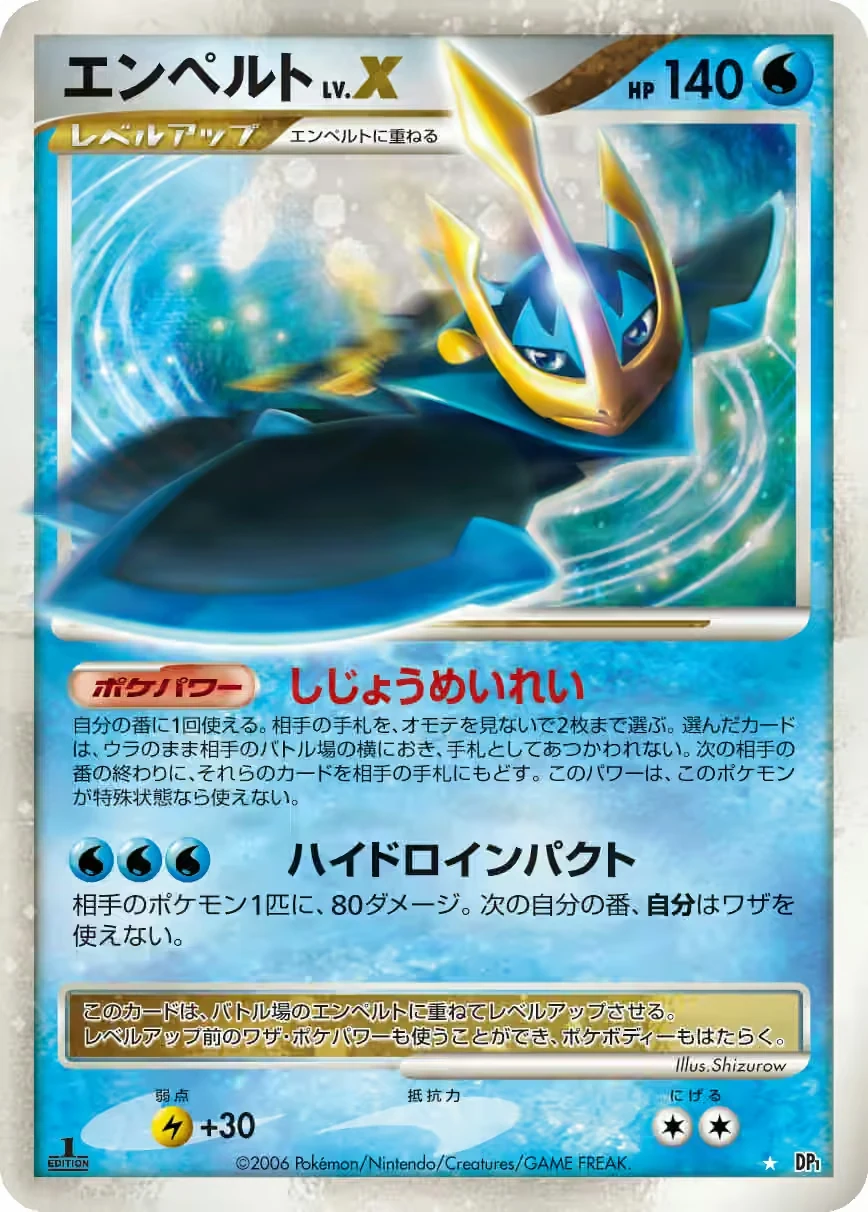 エンペルト LV.X HP 140
レベルアップ エンペルトに重ねる
ポケパワー しじょうめいれい
自分の番に1回使える。相手の手札を、オモテを見ないで2枚まで選ぶ。選んだカード
は、ウラのまま相手のバトル場の横におき、手札としてあつかわれない。次の相手の
番の終わりに、それらのカードを相手の手札にもどす。このパワーは、このポケモン
が特殊状態なら使えない。
ハイドロインパクト
相手のポケモン1匹に、80ダメージ。次の自分の番、自分はワザを
使えない。
このカードは、バトル場のエンペルトに重ねてレベルアップさせる。
レベルアップ前のワザ・ポケパワーも使うことができ、ポケボディーもはたらく。
Illus.Shizurow
弱点 抵抗力 にげる
+30
1 EDITION ©2006 Pokémon/Nintendo/Creatures/GAME FREAK. ★ DP1